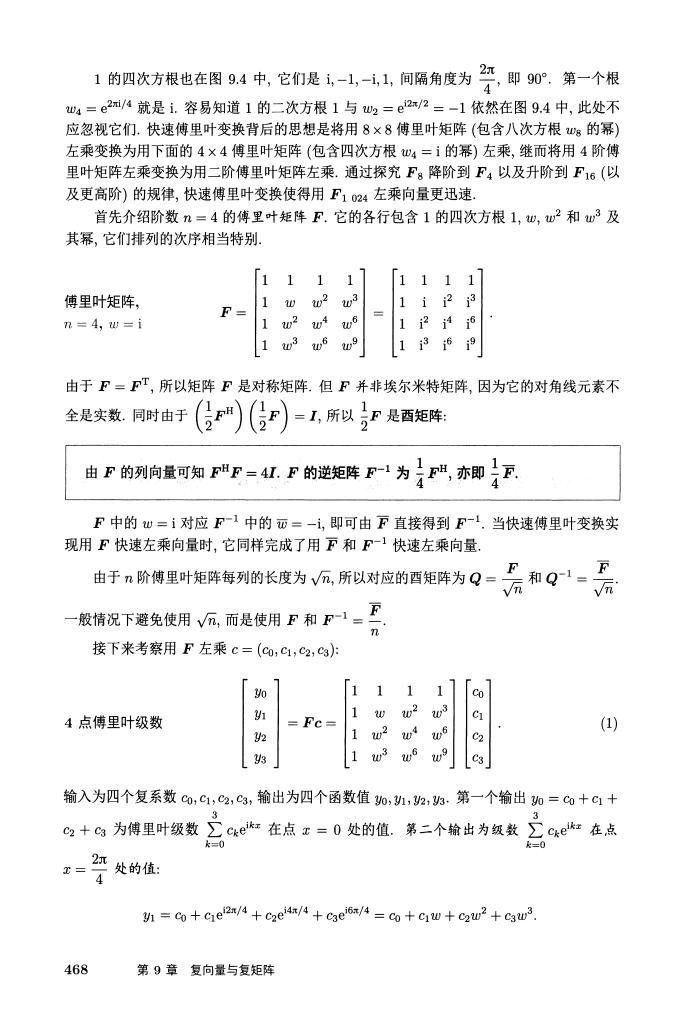 1 的四次方根也在图 9.4 中, 它们是 i, −1, −i, 1, 间隔角度为 $\frac{2\pi}{4}$, 即 90°. 第一个根
$w_4 = e^{2\pi i/4}$ 就是 i. 容易知道 1 的二次方根 1 与 $w_2 = e^{i2\pi/2} = -1$ 依然在图 9.4 中, 此处不
应忽视它们. 快速傅里叶变换背后的思想是将用 8 × 8 傅里叶矩阵 (包含八次方根 $w_8$ 的幂)
左乘变换为用下面的 4 × 4 傅里叶矩阵 (包含四次方根 $w_4 = i$ 的幂) 左乘, 继而将用 4 阶傅
里叶矩阵左乘变换为用二阶傅里叶矩阵左乘. 通过探究 $F_8$ 降阶到 $F_4$ 以及升阶到 $F_{16}$ (以
及更高阶) 的规律, 快速傅里叶变换使得用 $F_{1\,024}$ 左乘向量更迅速.
首先介绍阶数 n = 4 的傅里叶矩阵 F. 它的各行包含 1 的四次方根 1, w, $w^2$ 和 $w^3$ 及
其幂, 它们排列的次序相当特别.
傅里叶矩阵,
n = 4, w = i
$F = \begin{bmatrix} 1 & 1 & 1 & 1 \\ 1 & w & w^2 & w^3 \\ 1 & w^2 & w^4 & w^6 \\ 1 & w^3 & w^6 & w^9 \end{bmatrix} = \begin{bmatrix} 1 & 1 & 1 & 1 \\ 1 & i & i^2 & i^3 \\ 1 & i^2 & i^4 & i^6 \\ 1 & i^3 & i^6 & i^9 \end{bmatrix}.$
由于 $F = F^T$, 所以矩阵 F 是对称矩阵. 但 F 并非埃尔米特矩阵, 因为它的对角线元素不
全是实数. 同时由于 $\left(\frac{1}{2}F^H\right)\left(\frac{1}{2}F\right) = I$, 所以 $\frac{1}{2}F$ 是酉矩阵:
由 F 的列向量可知 $F^HF = 4I$. F 的逆矩阵 $F^{-1}$ 为 $\frac{1}{4}F^H$, 亦即 $\frac{1}{4}\overline{F}$.
F 中的 w = i 对应 $F^{-1}$ 中的 $\overline{w} = -i$, 即可由 $\overline{F}$ 直接得到 $F^{-1}$. 当快速傅里叶变换实
现用 F 快速左乘向量时, 它同样完成了用 $\overline{F}$ 和 $F^{-1}$ 快速左乘向量.
由于 n 阶傅里叶矩阵每列的长度为 $\sqrt{n}$, 所以对应的酉矩阵为 $Q = \frac{F}{\sqrt{n}}$ 和 $Q^{-1} = \frac{\overline{F}}{\sqrt{n}}$.
一般情况下避免使用 $\sqrt{n}$, 而是使用 F 和 $F^{-1} = \frac{\overline{F}}{n}$.
接下来考察用 F 左乘 $c = (c_0, c_1, c_2, c_3)$:
4 点傅里叶级数
$\begin{bmatrix} y_0 \\ y_1 \\ y_2 \\ y_3 \end{bmatrix} = Fc = \begin{bmatrix} 1 & 1 & 1 & 1 \\ 1 & w & w^2 & w^3 \\ 1 & w^2 & w^4 & w^6 \\ 1 & w^3 & w^6 & w^9 \end{bmatrix} \begin{bmatrix} c_0 \\ c_1 \\ c_2 \\ c_3 \end{bmatrix}.$ (1)
输入为四个复系数 $c_0, c_1, c_2, c_3$, 输出为四个函数值 $y_0, y_1, y_2, y_3$. 第一个输出 $y_0 = c_0 + c_1 +$
$c_2 + c_3$ 为傅里叶级数 $\sum_{k=0}^{3} c_k e^{ikx}$ 在点 x = 0 处的值. 第二个输出为级数 $\sum_{k=0}^{3} c_k e^{ikx}$ 在点
$x = \frac{2\pi}{4}$ 处的值:
$y_1 = c_0 + c_1e^{i2\pi/4} + c_2e^{i4\pi/4} + c_3e^{i6\pi/4} = c_0 + c_1w + c_2w^2 + c_3w^3.$
468 第 9 章 复向量与复矩阵